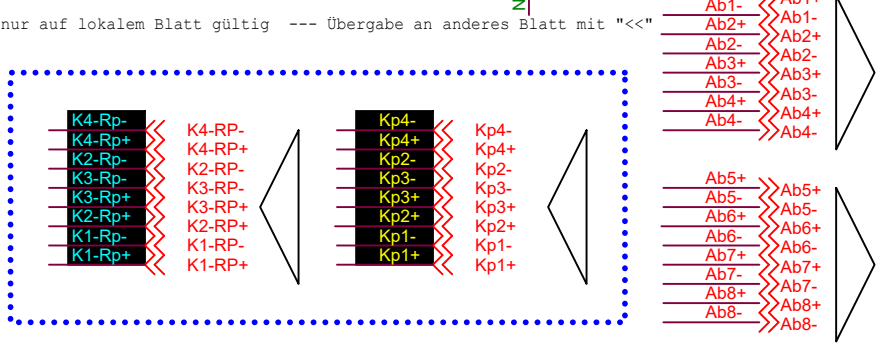 Ab1-
Ab1-
nur auf lokalem Blatt gültig --- Übergabe an anderes Blatt mit "<<"
Ab2+
Ab2+
Ab2-
Ab2-
Ab3+
Ab3+
Ab3-
Ab3-
Ab4+
Ab4+
Ab4-
Ab4-
K4-Rp-
K4-RP-
K4-Rp+
K4-RP+
K2-Rp-
K2-RP-
K3-Rp-
K3-RP-
K3-Rp+
K3-RP+
K2-Rp+
K2-RP+
K1-Rp-
K1-RP-
K1-Rp+
K1-RP+
Kp4-
Kp4-
Kp4+
Kp4+
Kp2-
Kp2-
Kp3-
Kp3-
Kp3+
Kp3+
Kp2+
Kp2+
Kp1-
Kp1-
Kp1+
Kp1+
Ab5+
Ab5+
Ab5-
Ab5-
Ab6+
Ab6+
Ab6-
Ab6-
Ab7+
Ab7+
Ab7-
Ab7-
Ab8+
Ab8+
Ab8-
Ab8-